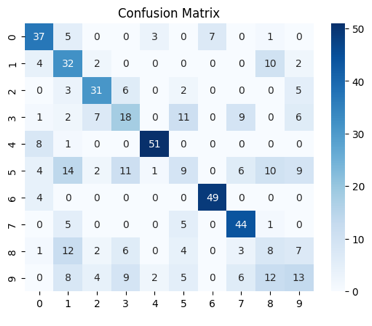 Confusion Matrix
0 37 5 0 0 3 0 7 0 1 0
1 4 32 2 0 0 0 0 0 10 2
2 0 3 31 6 0 2 0 0 0 5
3 1 2 7 18 0 11 0 9 0 6
4 8 1 0 0 51 0 0 0 0 0
5 4 14 2 11 1 9 0 6 10 9
6 4 0 0 0 0 0 49 0 0 0
7 0 5 0 0 0 5 0 44 1 0
8 1 12 2 6 0 4 0 3 8 7
9 0 8 4 9 2 5 0 6 12 13
0 1 2 3 4 5 6 7 8 9
50
40
30
20
10
0